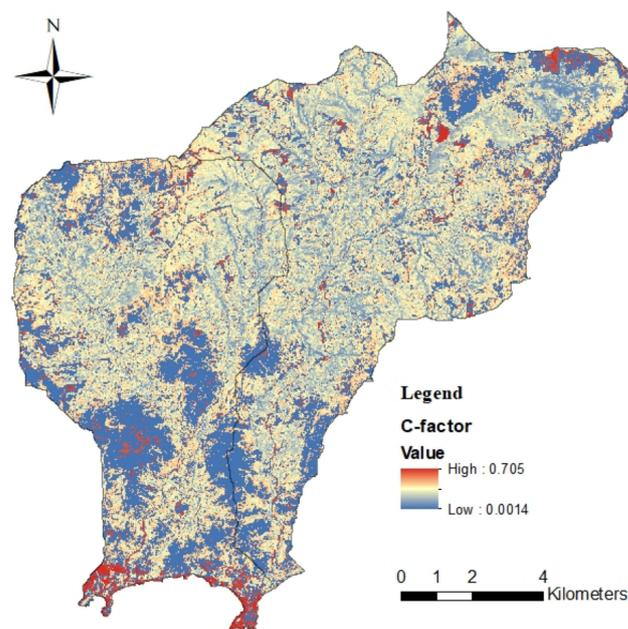 N
Legend
C-factor
Value
High : 0.705
Low : 0.0014
0 1 2 4
Kilometers